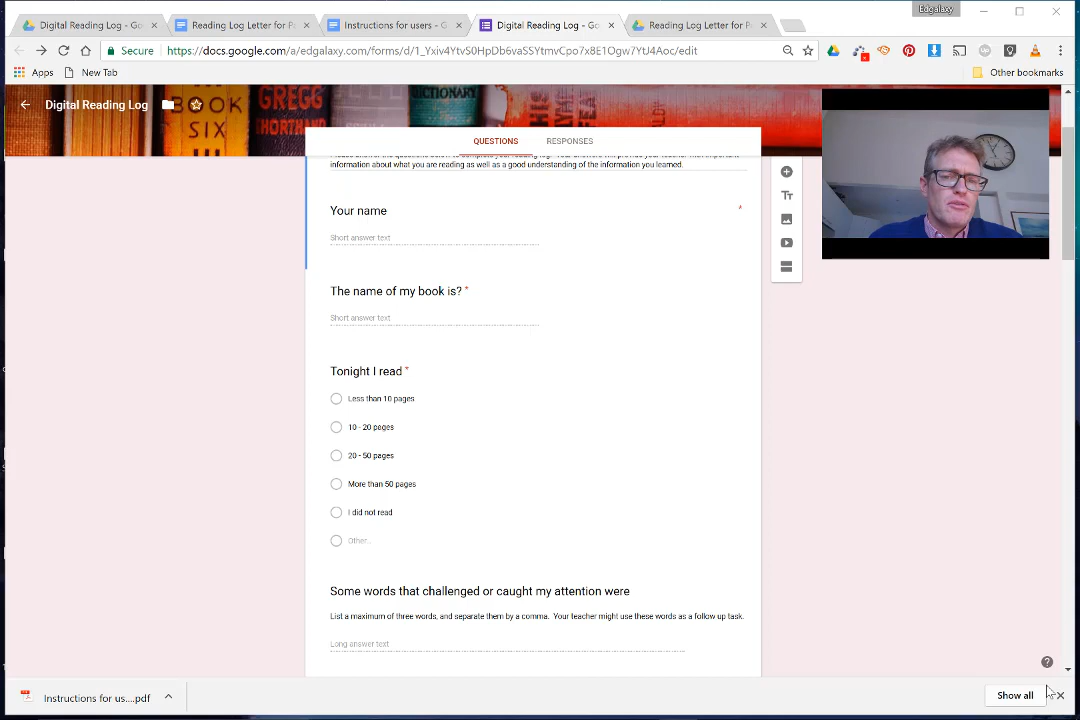 Edgalaxy
Digital Reading Log - Go
Reading Log Letter for Pa
Instructions for users - G
Digital Reading Log - Go
Reading Log Letter for Pa
Secure
https://docs.google.com/a/edgalaxy.com/forms/d/1_Yxiv4YtvS0HpDb6vaSSYtmvCpo7x8E1Ogw7YtJ4Aoc/edit
Apps
New Tab
Other bookmarks
Digital Reading Log
BOOK
SIX
GREGG
SHORTHAND
DICTIONARY
QUESTIONS
RESPONSES
information about what you are reading as well as a good understanding of the information you learned.
Your name *
Short answer text
The name of my book is? *
Short answer text
Tonight I read *
Less than 10 pages
10 - 20 pages
20 - 50 pages
More than 50 pages
I did not read
Other...
Some words that challenged or caught my attention were
List a maximum of three words, and separate them by a comma. Your teacher might use these words as a follow up task.
Long answer text
Instructions for us....pdf
Show all